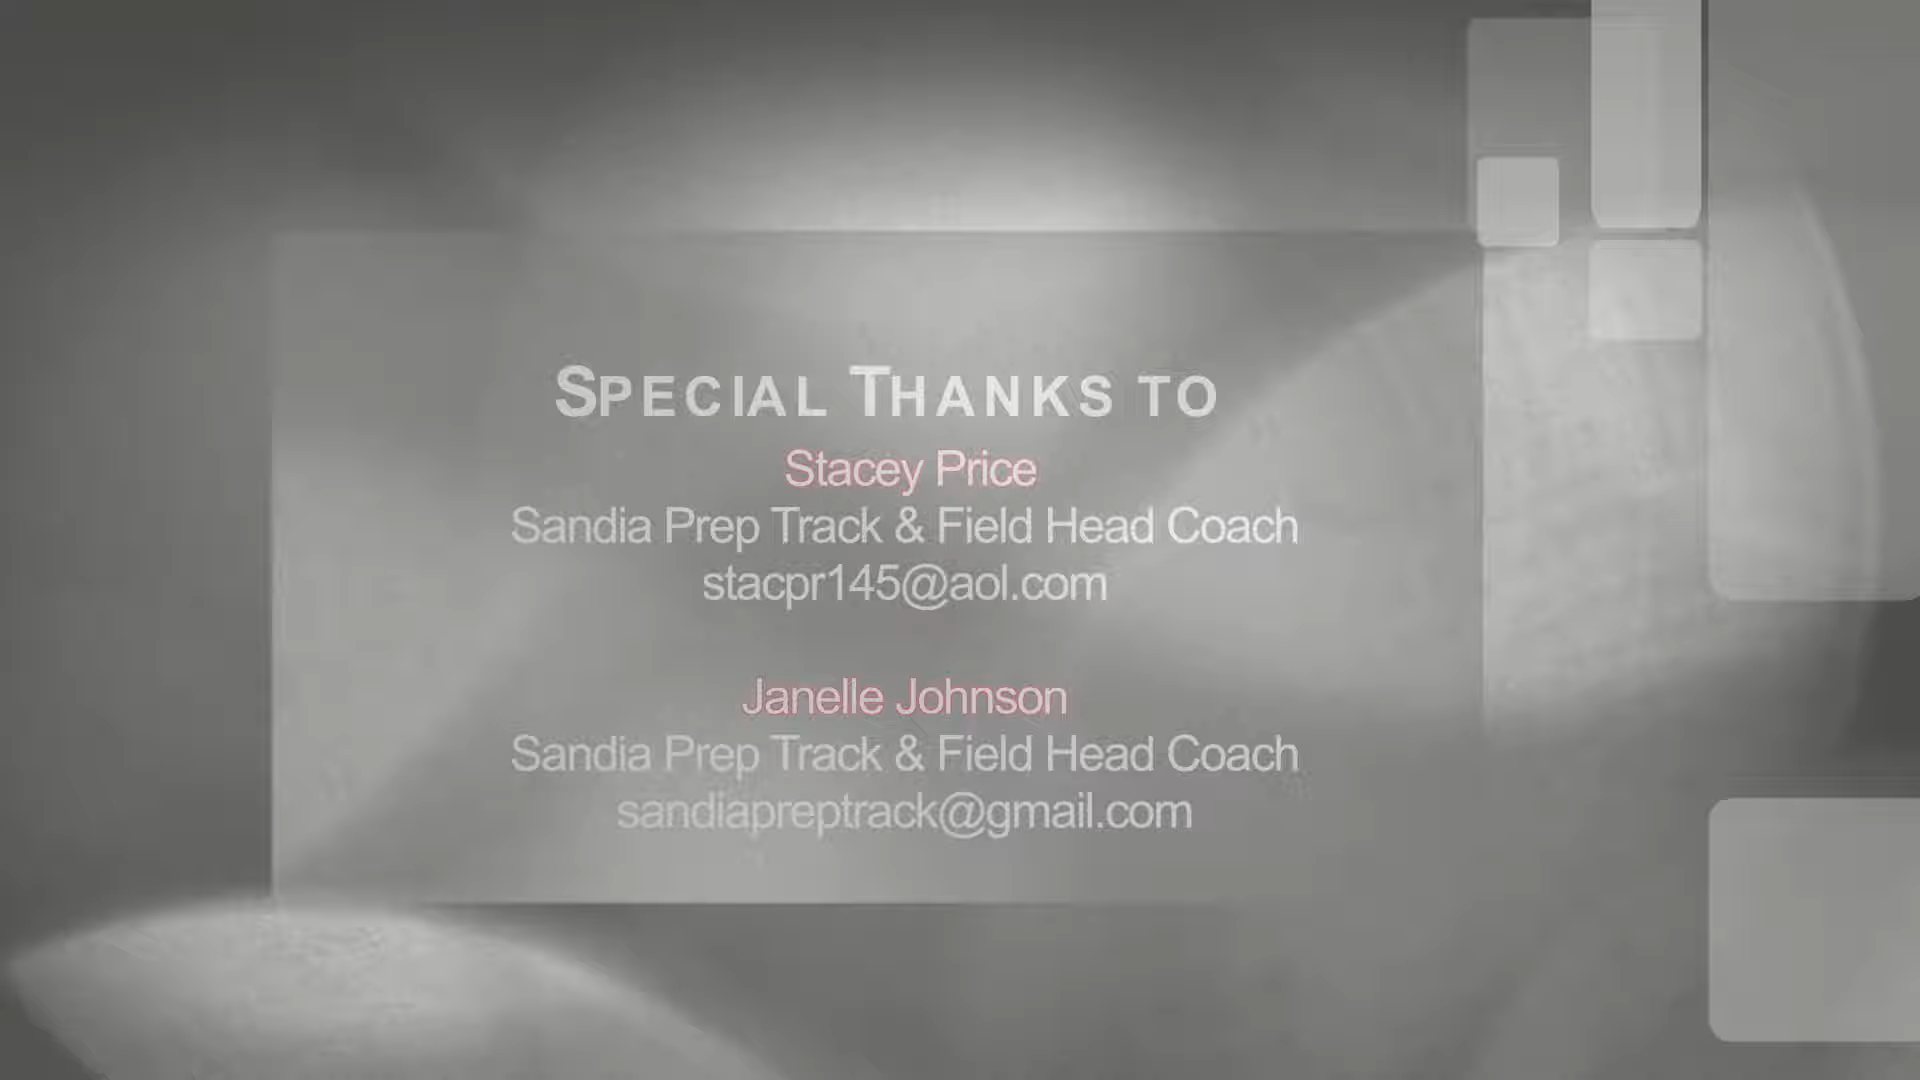 Special Thanks to
Stacey Price
Sandia Prep Track & Field Head Coach
stacpr145@aol.com
Janelle Johnson
Sandia Prep Track & Field Head Coach
sandiapreptrack@gmail.com